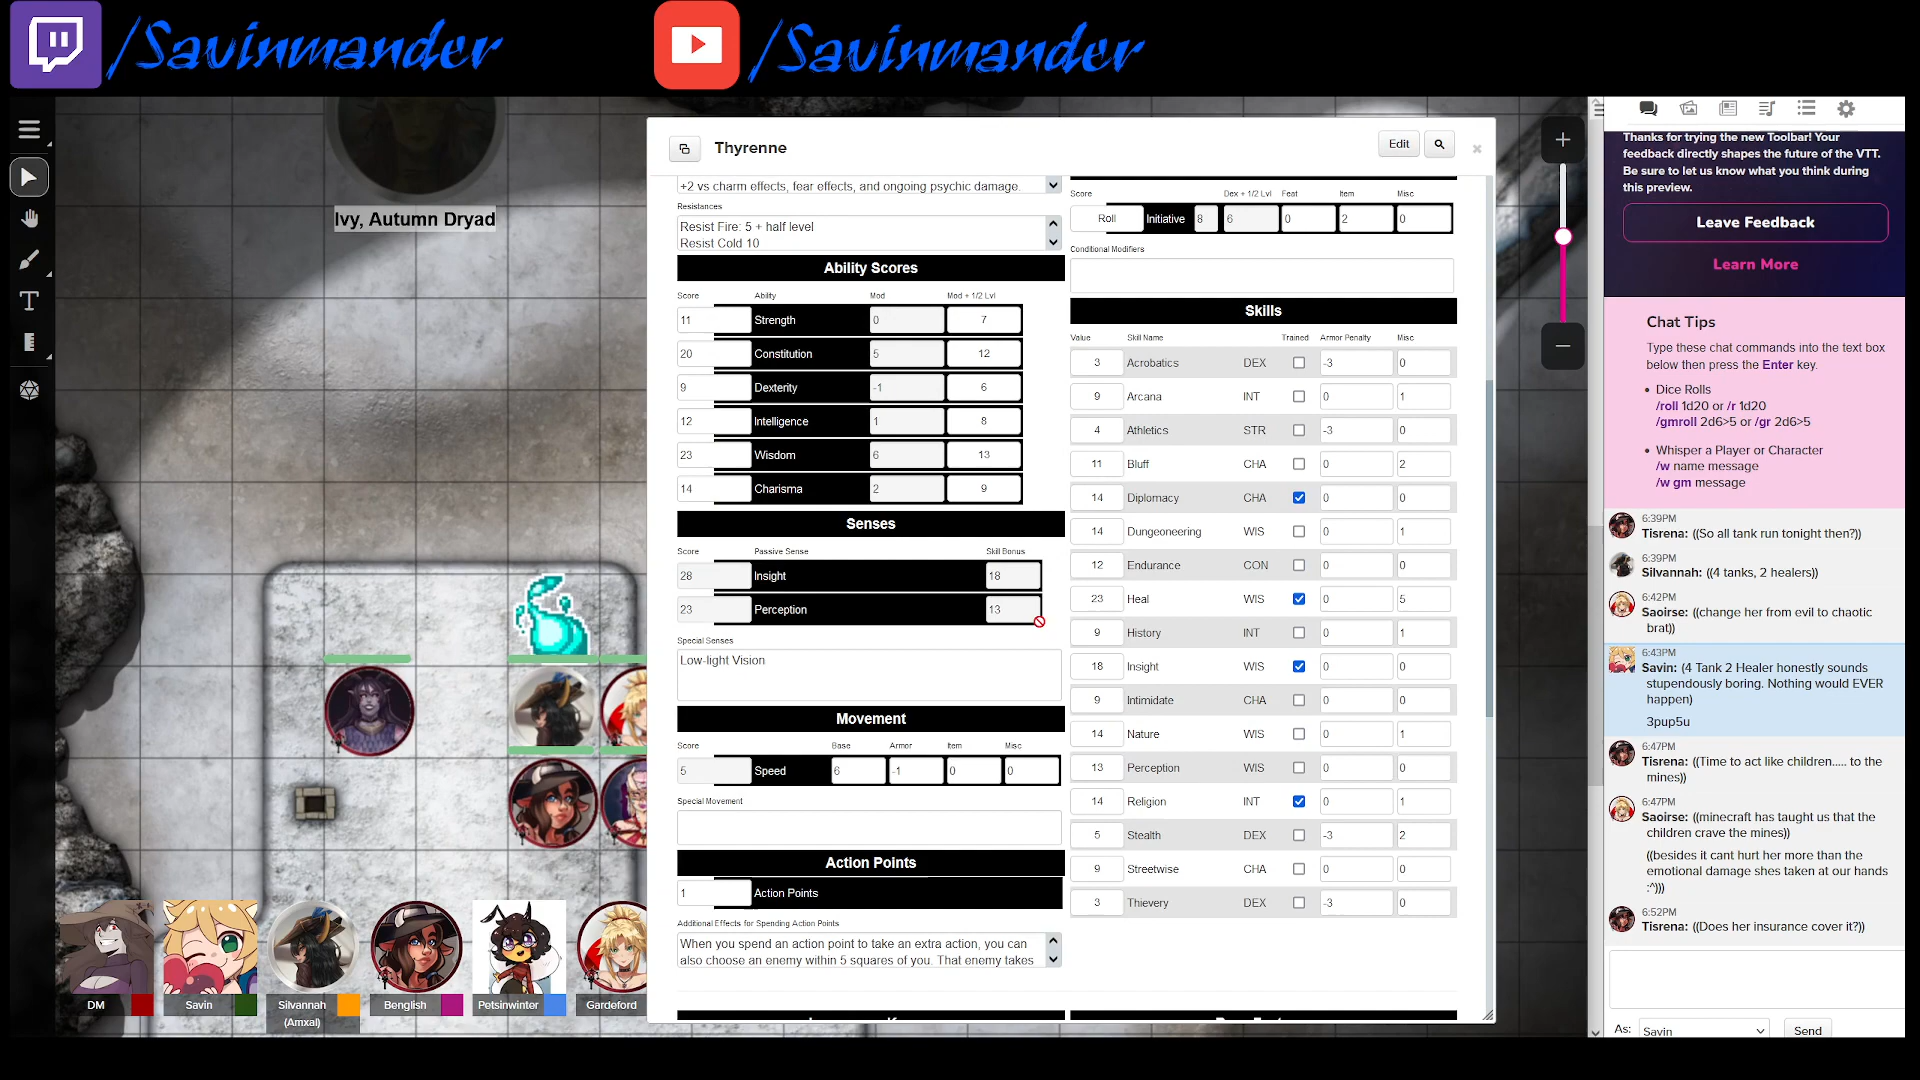 /Savinmander
/Savinmander
Ivy, Autumn Dryad
Thyrenne
Edit
+2 vs charm effects, fear effects, and ongoing psychic damage.
Resistances
Resist Fire: 5 + half level
Resist Cold 10
Ability Scores
Score Ability Mod Mod + 1/2 Lvl
11 Strength 0 7
20 Constitution 5 12
9 Dexterity -1 6
12 Intelligence 1 8
23 Wisdom 6 13
14 Charisma 2 9
Senses
Score Passive Sense Skill Bonus
28 Insight 18
23 Perception 13
Special Senses
Low-light Vision
Movement
Score Base Armor Item Misc
5 Speed 6 -1 0 0
Special Movement
Action Points
1 Action Points
Additional Effects for Spending Action Points
When you spend an action point to take an extra action, you can
also choose an enemy within 5 squares of you. That enemy takes
Score Dex + 1/2 Lvl Feat Item Misc
Roll Initiative 8 6 0 2 0
Conditional Modifiers
Skills
Value Skill Name Trained Armor Penalty Misc
3 Acrobatics DEX -3 0
9 Arcana INT 0 1
4 Athletics STR -3 0
11 Bluff CHA 0 2
14 Diplomacy CHA 0 0
14 Dungeoneering WIS 0 1
12 Endurance CON 0 0
23 Heal WIS 0 5
9 History INT 0 1
18 Insight WIS 0 0
9 Intimidate CHA 0 0
14 Nature WIS 0 1
13 Perception WIS 0 0
14 Religion INT 0 1
5 Stealth DEX -3 2
9 Streetwise CHA 0 0
3 Thievery DEX -3 0
DM
Savin
Silvannah
(Amxal)
Benglish
Petsinwinter
Gardeford
Thanks for trying the new Toolbar! Your
feedback directly shapes the future of the VTT.
Be sure to let us know what you think during
this preview.
Leave Feedback
Learn More
Chat Tips
Type these chat commands into the text box
below then press the Enter key.
• Dice Rolls
/roll 1d20 or /r 1d20
/gmroll 2d6>5 or /gr 2d6>5
• Whisper a Player or Character
/w name message
/w gm message
6:39PM
Tisrena: ((So all tank run tonight then?))
6:39PM
Silvannah: ((4 tanks, 2 healers))
6:42PM
Saoirse: ((change her from evil to chaotic
brat))
6:43PM
Savin: (4 Tank 2 Healer honestly sounds
stupendously boring. Nothing would EVER
happen)
3pup5u
6:47PM
Tisrena: ((Time to act like children..... to the
mines))
6:47PM
Saoirse: ((minecraft has taught us that the
children crave the mines))
((besides it cant hurt her more than the
emotional damage shes taken at our hands
:^)))
6:52PM
Tisrena: ((Does her insurance cover it?))
As: Savin Send